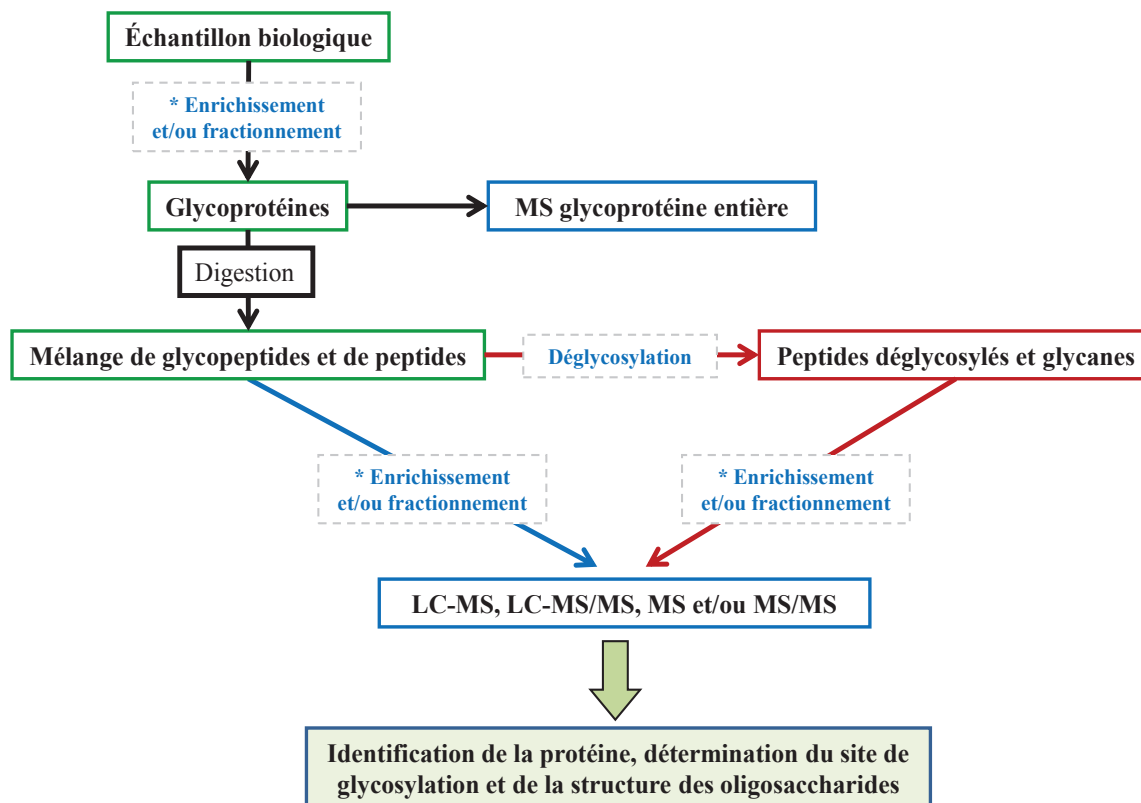 Échantillon biologique
* Enrichissement
et/ou fractionnement
Glycoprotéines
MS glycoprotéine entière
Digestion
Mélange de glycopeptides et de peptides
Déglycosylation
Peptides déglycosylés et glycanes
* Enrichissement
et/ou fractionnement
* Enrichissement
et/ou fractionnement
LC-MS, LC-MS/MS, MS et/ou MS/MS
Identification de la protéine, détermination du site de
glycosylation et de la structure des oligosaccharides